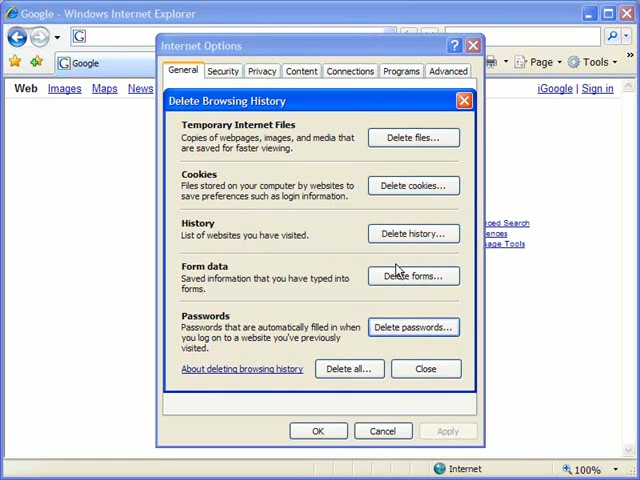 Google - Windows Internet Explorer
Google
Page
Tools
Web Images Maps News
iGoogle | Sign in
Internet Options
General Security Privacy Content Connections Programs Advanced
Delete Browsing History
Temporary Internet Files
Copies of webpages, images, and media that
are saved for faster viewing.
Delete files...
Cookies
Files stored on your computer by websites to
save preferences such as login information.
Delete cookies...
History
List of websites you have visited.
Delete history...
Form data
Saved information that you have typed into
forms.
Delete forms...
Passwords
Passwords that are automatically filled in when
you log on to a website you've previously
visited.
Delete passwords...
About deleting browsing history
Delete all...
Close
Search
Tools
OK
Cancel
Apply
Internet
100%